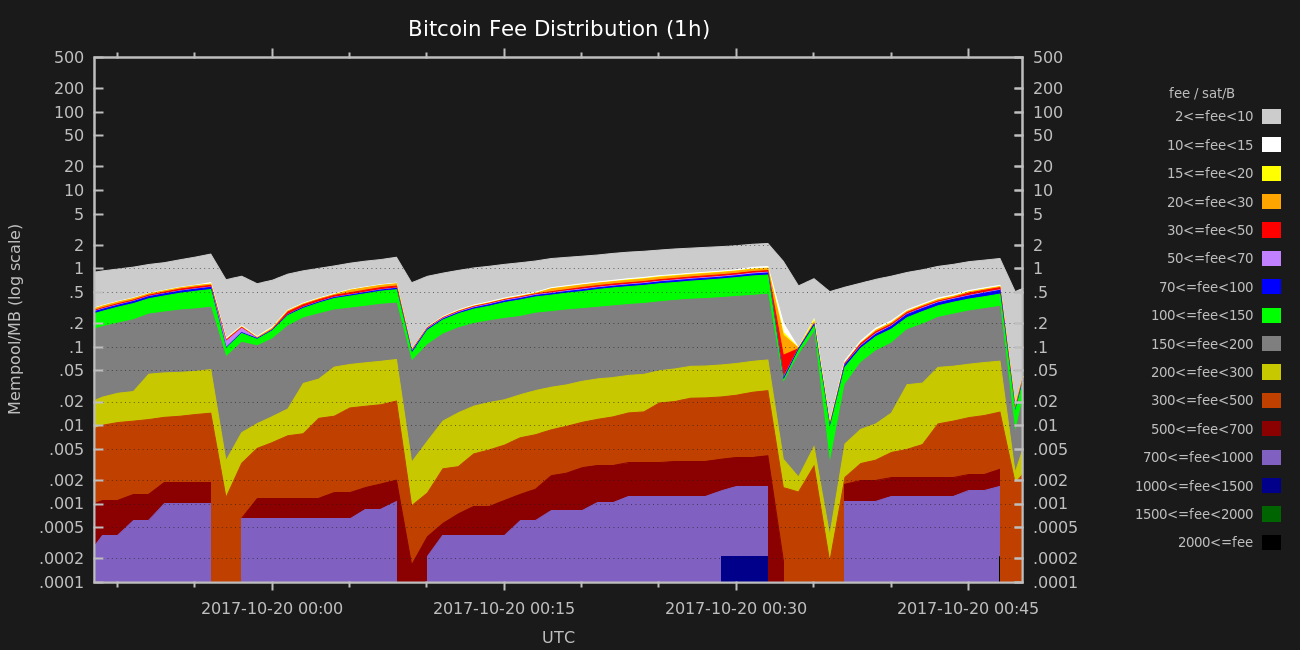 Bitcoin Fee Distribution (1h)
Mempool/MB (log scale)
500
200
100
50
20
10
5
2
1
.5
.2
.1
.05
.02
.01
.005
.002
.001
.0005
.0002
.0001
500
200
100
50
20
10
5
2
1
.5
.2
.1
.05
.02
.01
.005
.002
.001
.0005
.0002
.0001
2017-10-20 00:00
2017-10-20 00:15
2017-10-20 00:30
2017-10-20 00:45
UTC
fee / sat/B
2<=fee<10
10<=fee<15
15<=fee<20
20<=fee<30
30<=fee<50
50<=fee<70
70<=fee<100
100<=fee<150
150<=fee<200
200<=fee<300
300<=fee<500
500<=fee<700
700<=fee<1000
1000<=fee<1500
1500<=fee<2000
2000<=fee